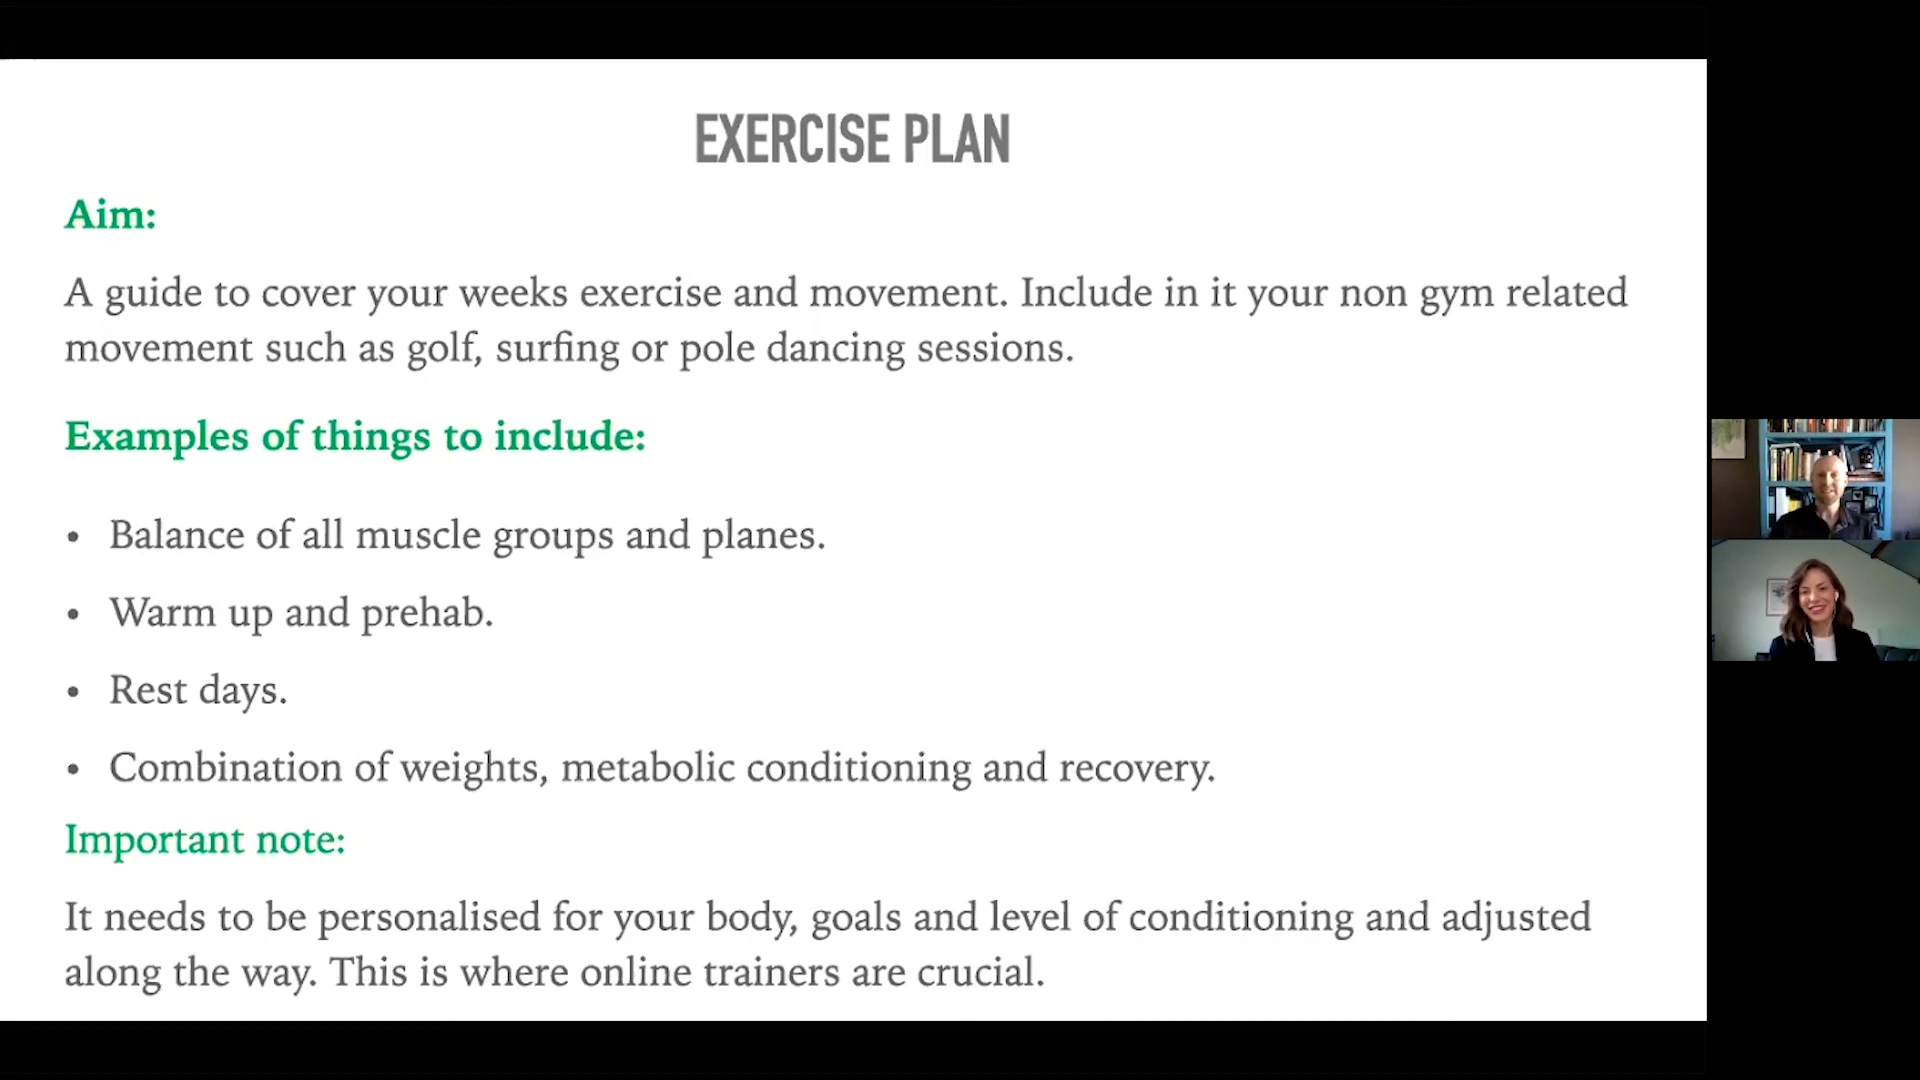 EXERCISE PLAN
Aim:
A guide to cover your weeks exercise and movement. Include in it your non gym related
movement such as golf, surfing or pole dancing sessions.
Examples of things to include:
• Balance of all muscle groups and planes.
• Warm up and prehab.
• Rest days.
• Combination of weights, metabolic conditioning and recovery.
Important note:
It needs to be personalised for your body, goals and level of conditioning and adjusted
along the way. This is where online trainers are crucial.